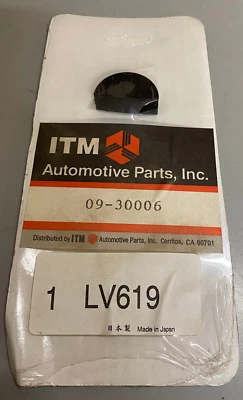 ITM
Automotive Parts, Inc.
09-30006
Distributed by ITM Automotive Parts, Inc. Cerritos, CA 90701
1 LV619
日本製 Made in Japan